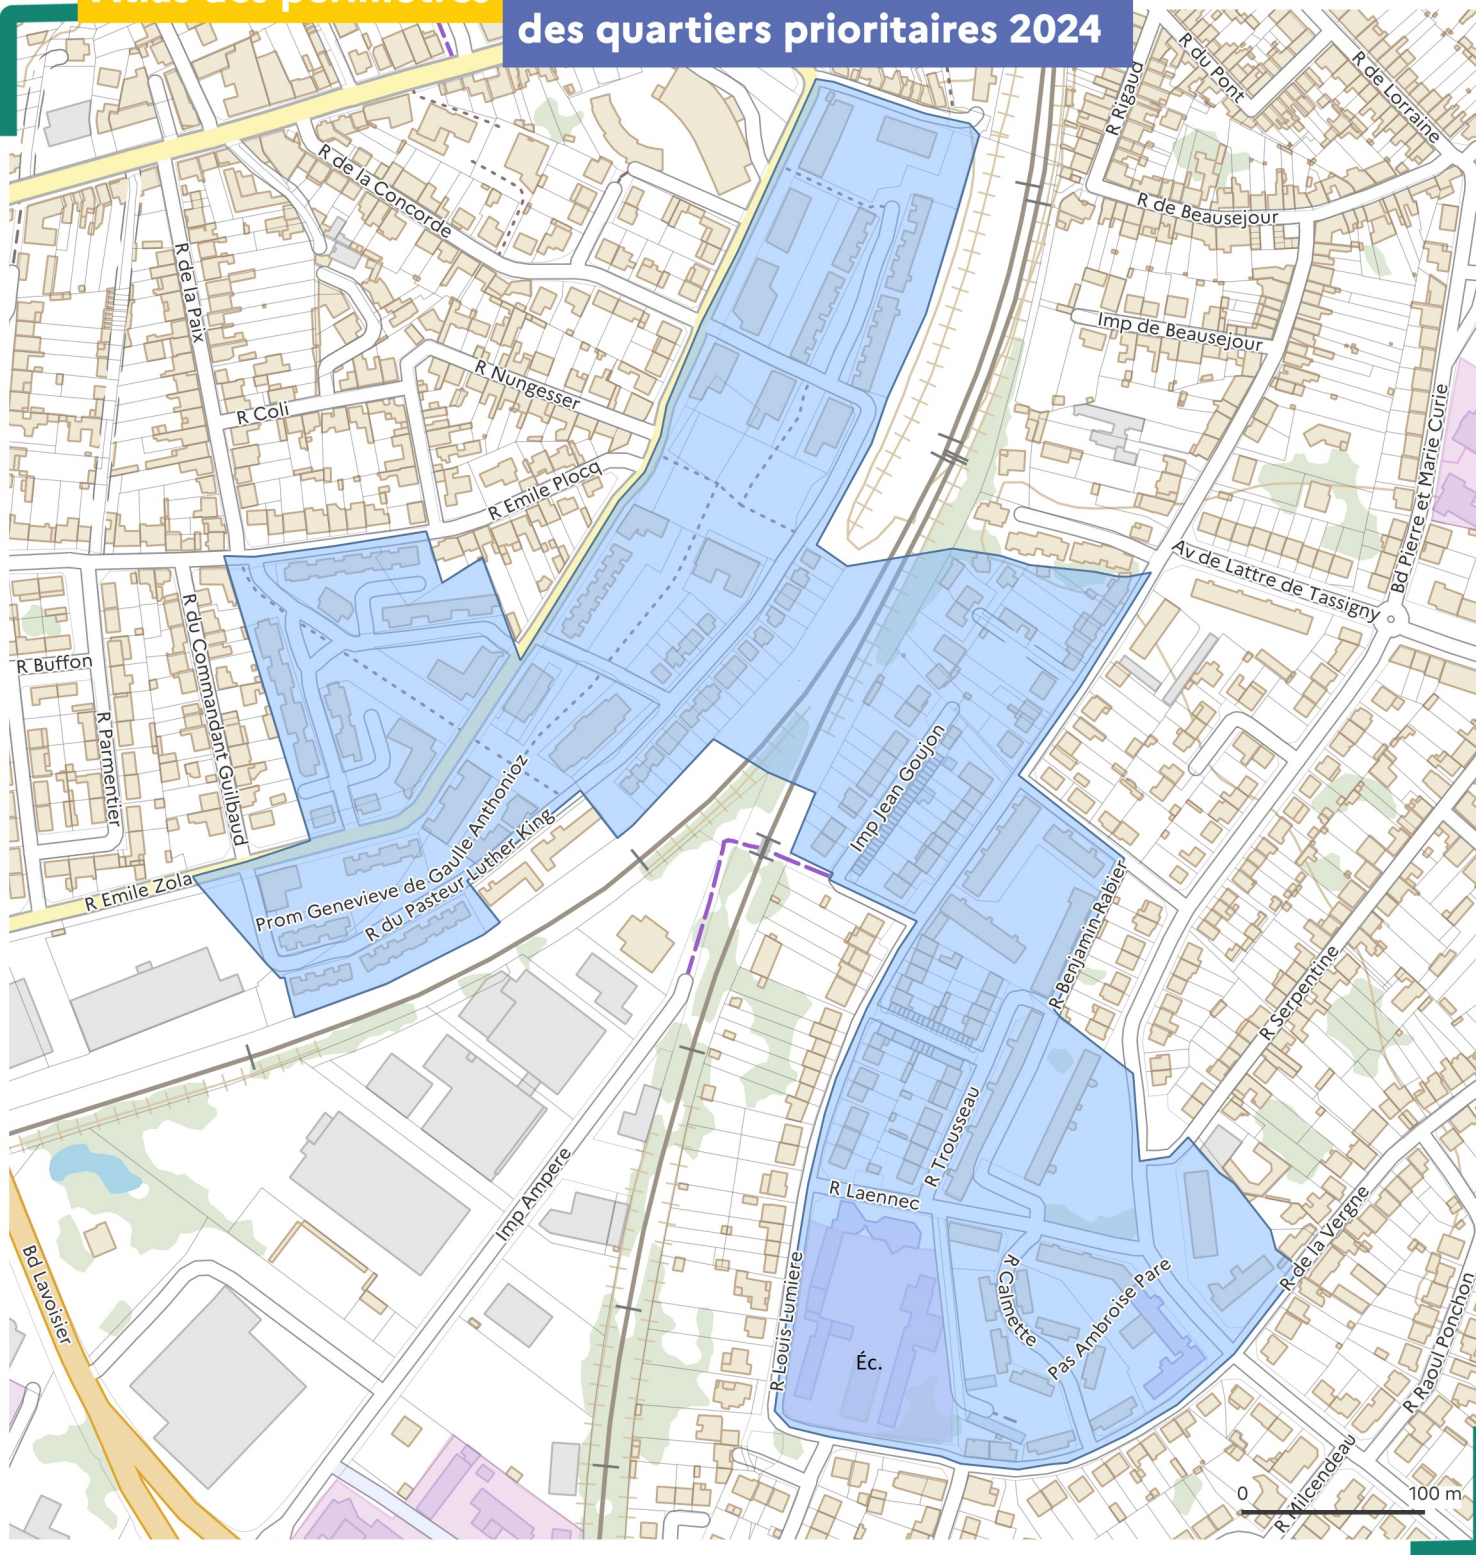 Atlas des périmètres
des quartiers prioritaires 2024
R du Pont
R de Lorraine
R Rigaud
R de la Concorde
R de Beausejour
R de la Paix
Imp de Beausejour
R Nungesser
R Coli
Bd Pierre et Marie Curie
R Emile Plocq
Av de Lattre de Tassigny
R du Commandant Guilbaud
R Buffon
R Parmentier
Imp Jean Goujon
Prom Genevieve de Gaulle Anthonioz
R du Pasteur Luther King
R Emile Zola
R Benjamin Rabier
R Serpentine
R Trousseau
R Laennec
Imp Ampere
R de la Vergne
Bd Lavoisier
R Louis Lumiere
R Calmette
Pas Ambroise Pare
R Raoul Ponchon
Éc.
R Milcendeau
0 100 m